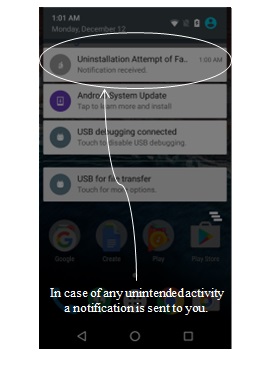 1:01 AM
Monday, December 12
Uninstallation Attempt of Fa.. 1:00 AM
Notification received.
Android System Update
Tap to learn more and install
USB debugging connected
Touch to disable USB debugging.
USB for file transfer
Touch for more options.
Google Create Play Play Store
In case of any unintended activity
a notification is sent to you.